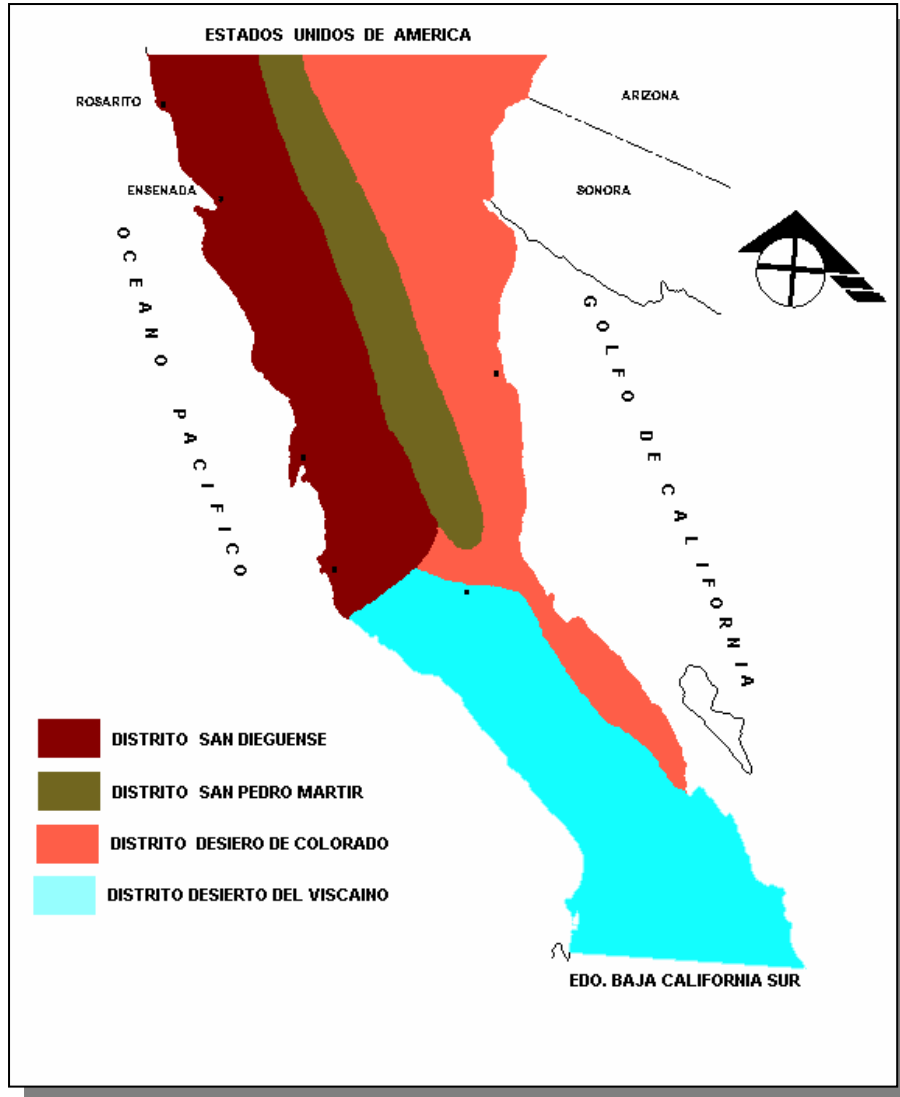 ESTADOS UNIDOS DE AMERICA
ROSARITO
ARIZONA
ENSENADA
SONORA
OCEANO PACIFICO
GOLFO DE CALIFORNIA
DISTRITO SAN DIEGUENSE
DISTRITO SAN PEDRO MARTIR
DISTRITO DESIERO DE COLORADO
DISTRITO DESIERTO DEL VISCAINO
EDO. BAJA CALIFORNIA SUR